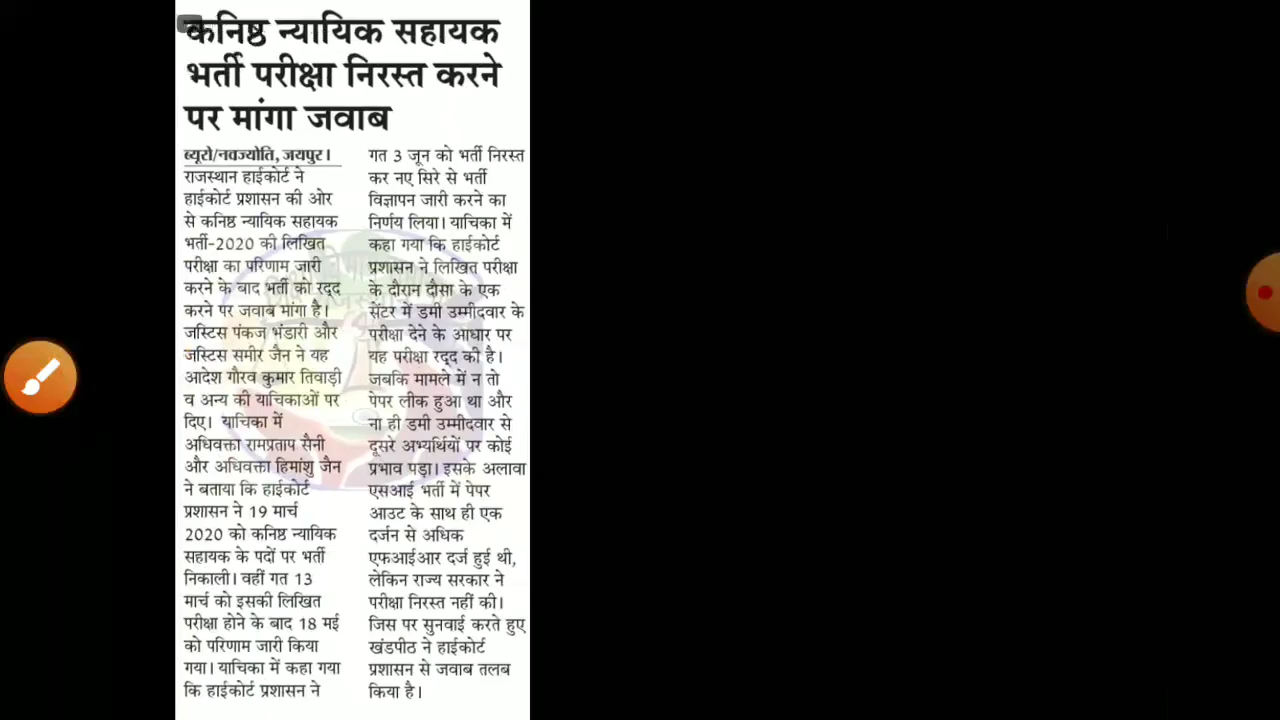 कनिष्ठ न्यायिक सहायक
भर्ती परीक्षा निरस्त करने
पर मांगा जवाब
ब्यूरो/नवज्योति, जयपुर।
राजस्थान हाईकोर्ट ने
हाईकोर्ट प्रशासन की ओर
से कनिष्ठ न्यायिक सहायक
भर्ती-2020 की लिखित
परीक्षा का परिणाम जारी
करने के बाद भर्ती को रद्द
करने पर जवाब मांगा है।
जस्टिस पंकज भंडारी और
जस्टिस समीर जैन ने यह
आदेश गौरव कुमार तिवाड़ी
व अन्य की याचिकाओं पर
दिए। याचिका में
अधिवक्ता रामप्रताप सैनी
और अधिवक्ता हिमांशु जैन
ने बताया कि हाईकोर्ट
प्रशासन ने 19 मार्च
2020 को कनिष्ठ न्यायिक
सहायक के पदों पर भर्ती
निकाली। वहीं गत 13
मार्च को इसकी लिखित
परीक्षा होने के बाद 18 मई
को परिणाम जारी किया
गया। याचिका में कहा गया
कि हाईकोर्ट प्रशासन ने
गत 3 जून को भर्ती निरस्त
कर नए सिरे से भर्ती
विज्ञापन जारी करने का
निर्णय लिया। याचिका में
कहा गया कि हाईकोर्ट
प्रशासन ने लिखित परीक्षा
के दौरान दौसा के एक
सेंटर में डमी उम्मीदवार के
परीक्षा देने के आधार पर
यह परीक्षा रद्द की है।
जबकि मामले में न तो
पेपर लीक हुआ था और
ना ही डमी उम्मीदवार से
दूसरे अभ्यर्थियों पर कोई
प्रभाव पड़ा। इसके अलावा
एसआई भर्ती में पेपर
आउट के साथ ही एक
दर्जन से अधिक
एफआईआर दर्ज हुई थी,
लेकिन राज्य सरकार ने
परीक्षा निरस्त नहीं की।
जिस पर सुनवाई करते हुए
खंडपीठ ने हाईकोर्ट
प्रशासन से जवाब तलब
किया है।